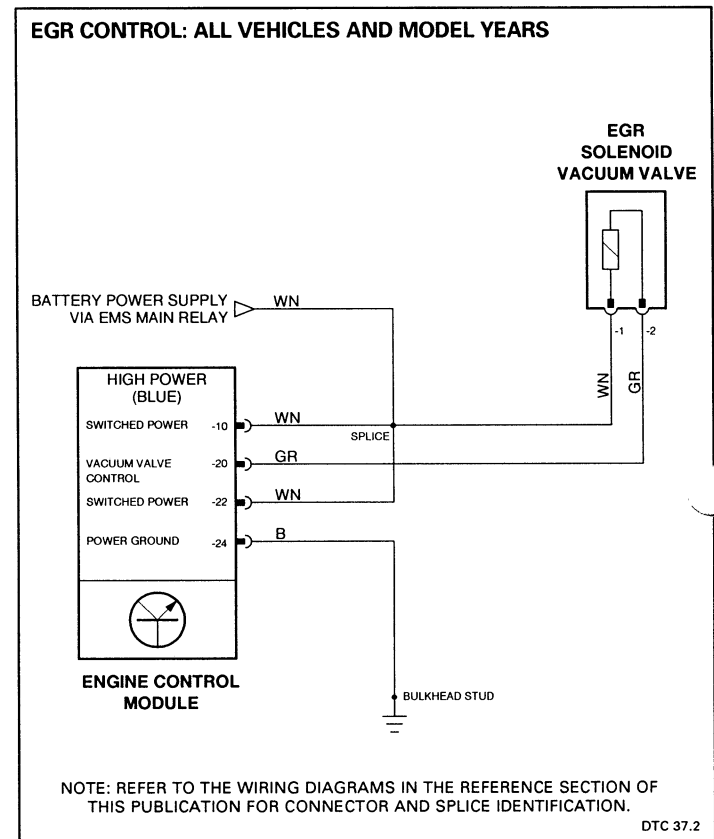 EGR CONTROL: ALL VEHICLES AND MODEL YEARS
EGR
SOLENOID
VACUUM VALVE
BATTERY POWER SUPPLY
VIA EMS MAIN RELAY
WN
-1
-2
WN
GR
HIGH POWER
(BLUE)
SWITCHED POWER
-10
WN
SPLICE
VACUUM VALVE
CONTROL
-20
GR
SWITCHED POWER
-22
WN
POWER GROUND
-24
B
ENGINE CONTROL
MODULE
BULKHEAD STUD
NOTE: REFER TO THE WIRING DIAGRAMS IN THE REFERENCE SECTION OF
THIS PUBLICATION FOR CONNECTOR AND SPLICE IDENTIFICATION.
DTC 37.2